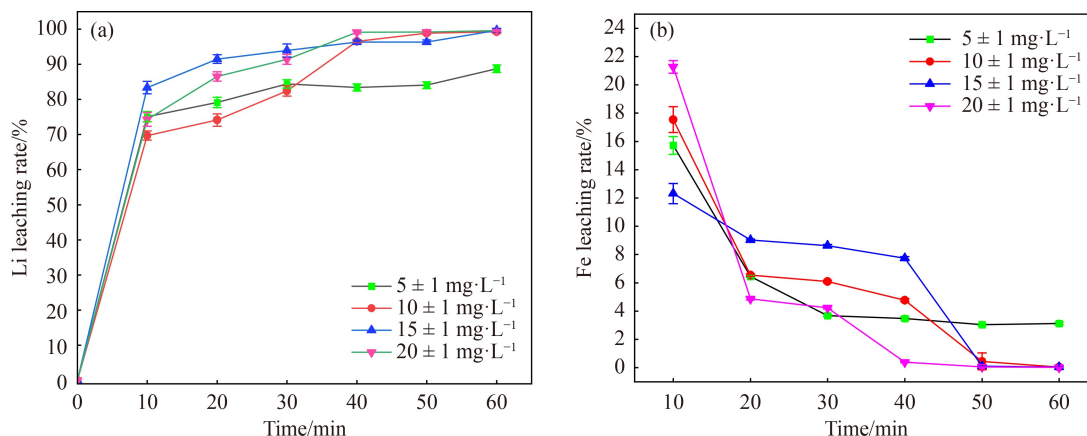 (a)
100
90
80
70
60
50
40
30
20
10
0
Li leaching rate/%
0 10 20 30 40 50 60
Time/min
5 ± 1 mg·L⁻¹
10 ± 1 mg·L⁻¹
15 ± 1 mg·L⁻¹
20 ± 1 mg·L⁻¹
(b)
24
22
20
18
16
14
12
10
8
6
4
2
0
Fe leaching rate/%
10 20 30 40 50 60
Time/min
5 ± 1 mg·L⁻¹
10 ± 1 mg·L⁻¹
15 ± 1 mg·L⁻¹
20 ± 1 mg·L⁻¹